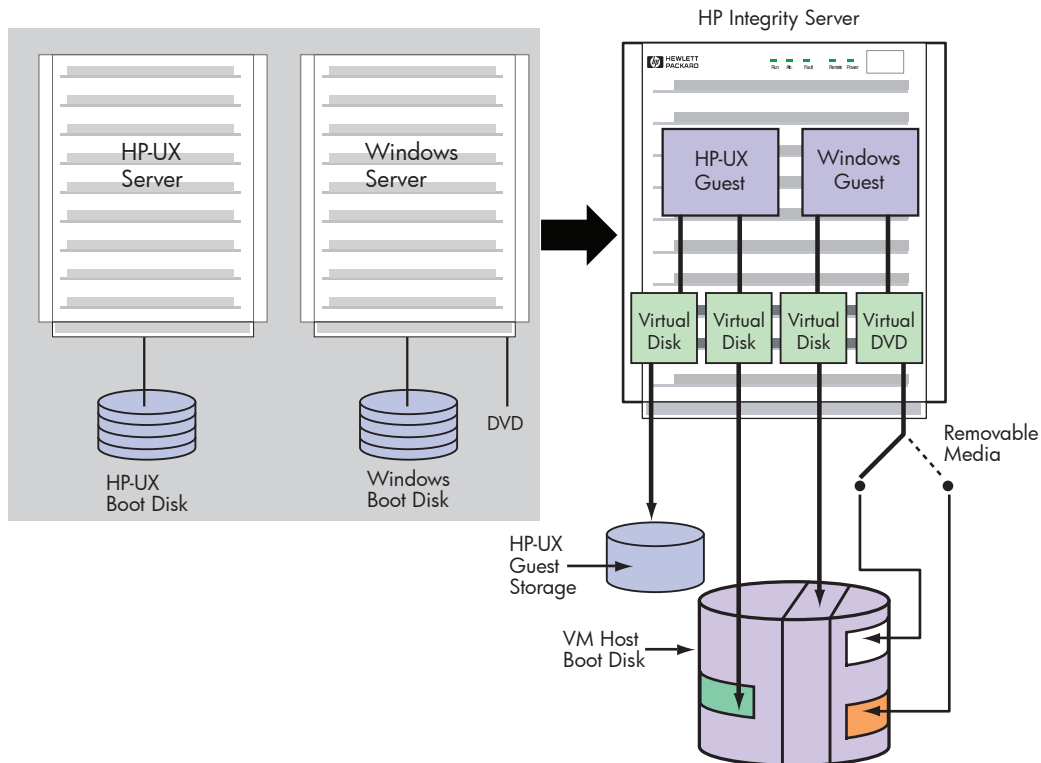 HP Integrity Server
HEWLETT
PACKARD
Run Attn. Fault Remote Power
HP-UX
Server
Windows
Server
HP-UX
Guest
Windows
Guest
Virtual
Disk
Virtual
Disk
Virtual
Disk
Virtual
DVD
DVD
HP-UX
Boot Disk
Windows
Boot Disk
Removable
Media
HP-UX
Guest
Storage
VM Host
Boot Disk